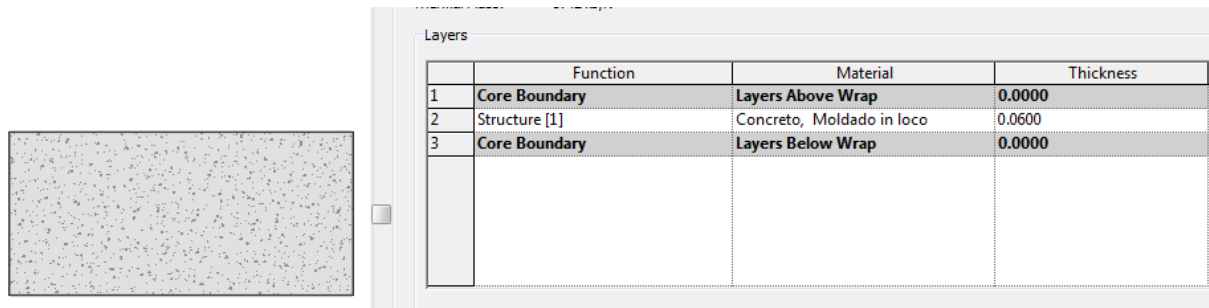 Layers
Function Material Thickness
1 Core Boundary Layers Above Wrap 0.0000
2 Structure [1] Concreto, Moldado in loco 0.0600
3 Core Boundary Layers Below Wrap 0.0000